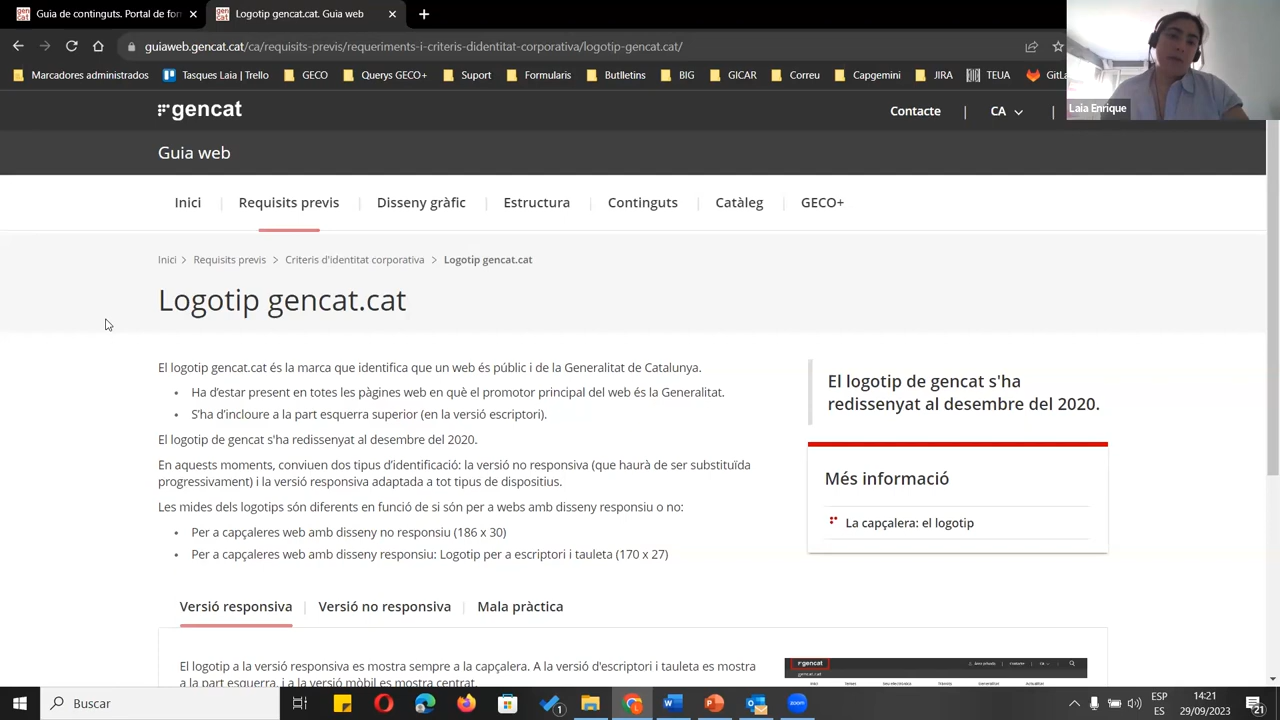 Guia de continguts. Portal de for
Logotip gencat.cat. Guia web
guiaweb.gencat.cat/ca/requisits-previs/requeriments-i-criteris-d-identitat-corporativa/logotip-gencat.cat/
Marcadors administrados
Tasques web | Trello
GECO
Suports
Formularis
Butlletins
BIG
GICAR
Correu
Capgemini
JIRA
TEUA
Laia Enrique
gencat
Contacte
CA
Guia web
Inici
Requisits previs
Disseny gràfic
Estructura
Continguts
Catàleg
GECO+
Inici > Requisits previs > Criteris d'identitat corporativa > Logotip gencat.cat
Logotip gencat.cat
El logotip gencat.cat és la marca que identifica que un web és públic i de la Generalitat de Catalunya.
Ha d'estar present en totes les pàgines web en què el promotor principal del web és la Generalitat.
S'ha d'incloure a la part esquerra superior (en la versió escriptori).
El logotip de gencat s'ha redissenyat al desembre del 2020.
En aquests moments, conviuen dos tipus d'identificació: la versió no responsiva (que haurà de ser substituïda
progressivament) i la versió responsiva adaptada a tot tipus de dispositius.
Les mides dels logotips són diferents en funció de si són per a webs amb disseny responsiu o no:
Per a capçaleres web amb disseny no responsiu (186 x 30)
Per a capçaleres web amb disseny responsiu: Logotip per a escriptori i tauleta (170 x 27)
El logotip de gencat s'ha
redissenyat al desembre del 2020.
Més informació
La capçalera: el logotip
Versió responsiva
Versió no responsiva
Mala pràctica
El logotip a la versió responsiva es mostra sempre a la capçalera. A la versió d'escriptori i tauleta es mostra
gencat
gencat.cat
Buscar
ESP
ES
14:21
29/09/2023
21